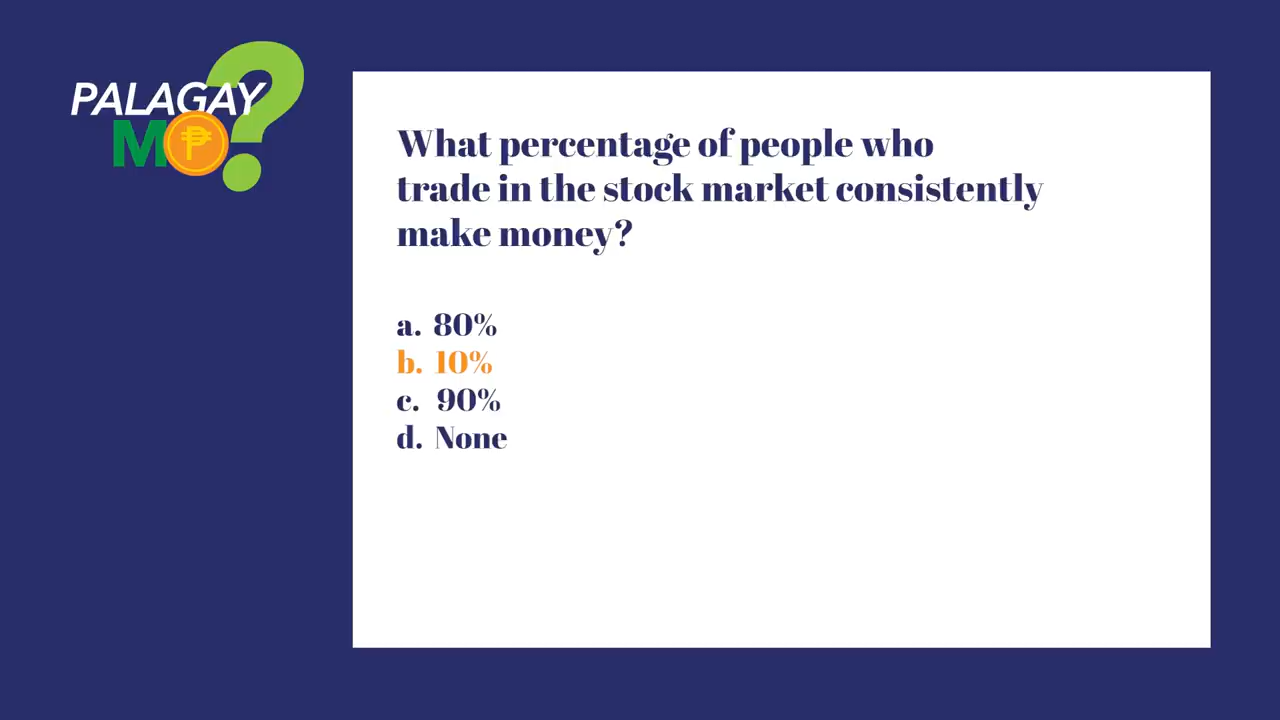 PALAGAY
MO?
What percentage of people who
trade in the stock market consistently
make money?
a. 80%
b. 10%
c. 90%
d. None